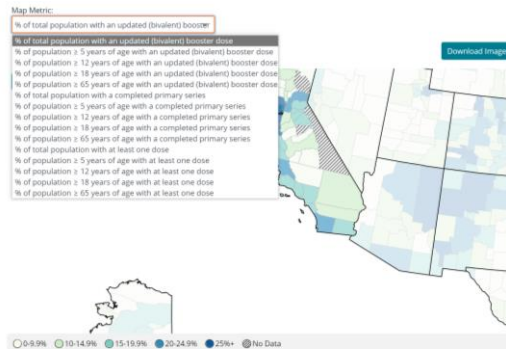 Map Metric:
% of total population with an updated (bivalent) booster
% of total population with an updated (bivalent) booster dose
% of population ≥ 5 years of age with an updated (bivalent) booster dose
% of population ≥ 12 years of age with an updated (bivalent) booster dose
% of population ≥ 18 years of age with an updated (bivalent) booster dose
% of population ≥ 65 years of age with an updated (bivalent) booster dose
% of total population with a completed primary series
% of population ≥ 5 years of age with a completed primary series
% of population ≥ 12 years of age with a completed primary series
% of population ≥ 18 years of age with a completed primary series
% of population ≥ 65 years of age with a completed primary series
% of total population with at least one dose
% of population ≥ 5 years of age with at least one dose
% of population ≥ 12 years of age with at least one dose
% of population ≥ 18 years of age with at least one dose
% of population ≥ 65 years of age with at least one dose
Download Image
0-9.9% 10-14.9% 15-19.9% 20-24.9% 25%+ No Data